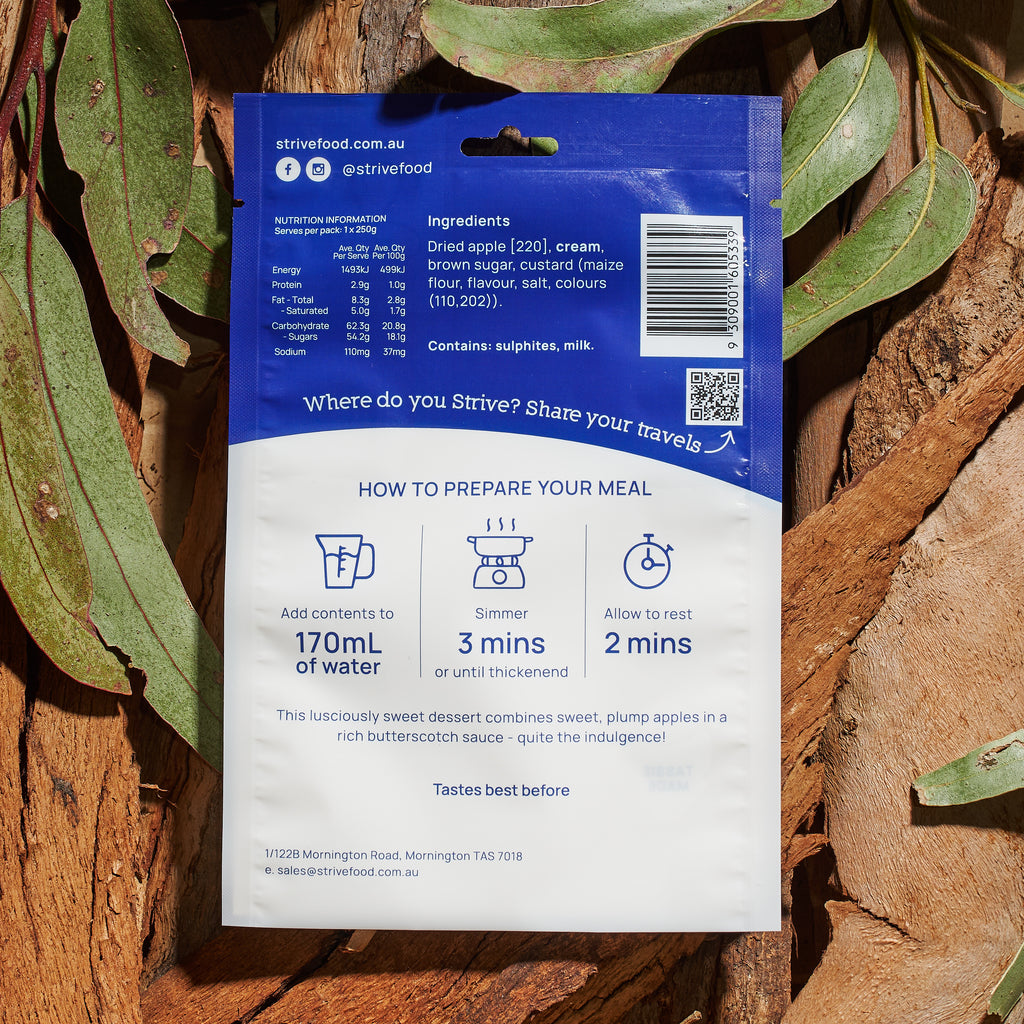 strivefood.com.au
@strivefood
NUTRITION INFORMATION
Serves per pack: 1 x 250g
Ave. Qty Ave. Qty
Per Serve Per 100g
Energy 1493kJ 499kJ
Protein 2.9g 1.0g
Fat - Total 8.3g 2.8g
- Saturated 5.0g 1.7g
Carbohydrate 62.3g 20.8g
- Sugars 54.2g 18.1g
Sodium 110mg 37mg
Ingredients
Dried apple [220], cream,
brown sugar, custard (maize
flour, flavour, salt, colours
(110,202)).
Contains: sulphites, milk.
9 309001 605339
Where do you Strive? Share your travels
HOW TO PREPARE YOUR MEAL
Add contents to
170mL
of water
Simmer
3 mins
or until thickenend
Allow to rest
2 mins
This lusciously sweet dessert combines sweet, plump apples in a
rich butterscotch sauce - quite the indulgence!
Tastes best before
1/122B Mornington Road, Mornington TAS 7018
e. sales@strivefood.com.au